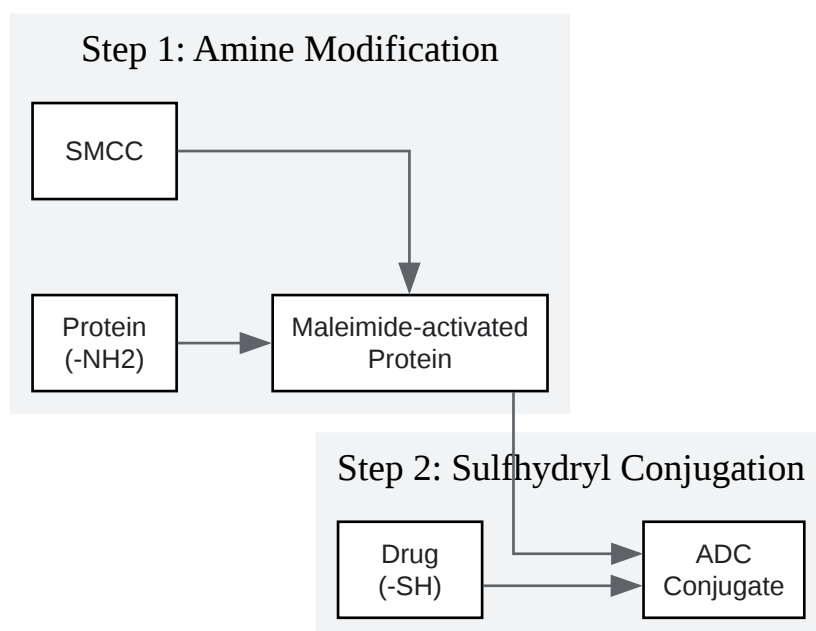 Step 1: Amine Modification
SMCC
Protein
(-NH2)
Maleimide-activated
Protein
Step 2: Sulfhydryl Conjugation
Drug
(-SH)
ADC
Conjugate